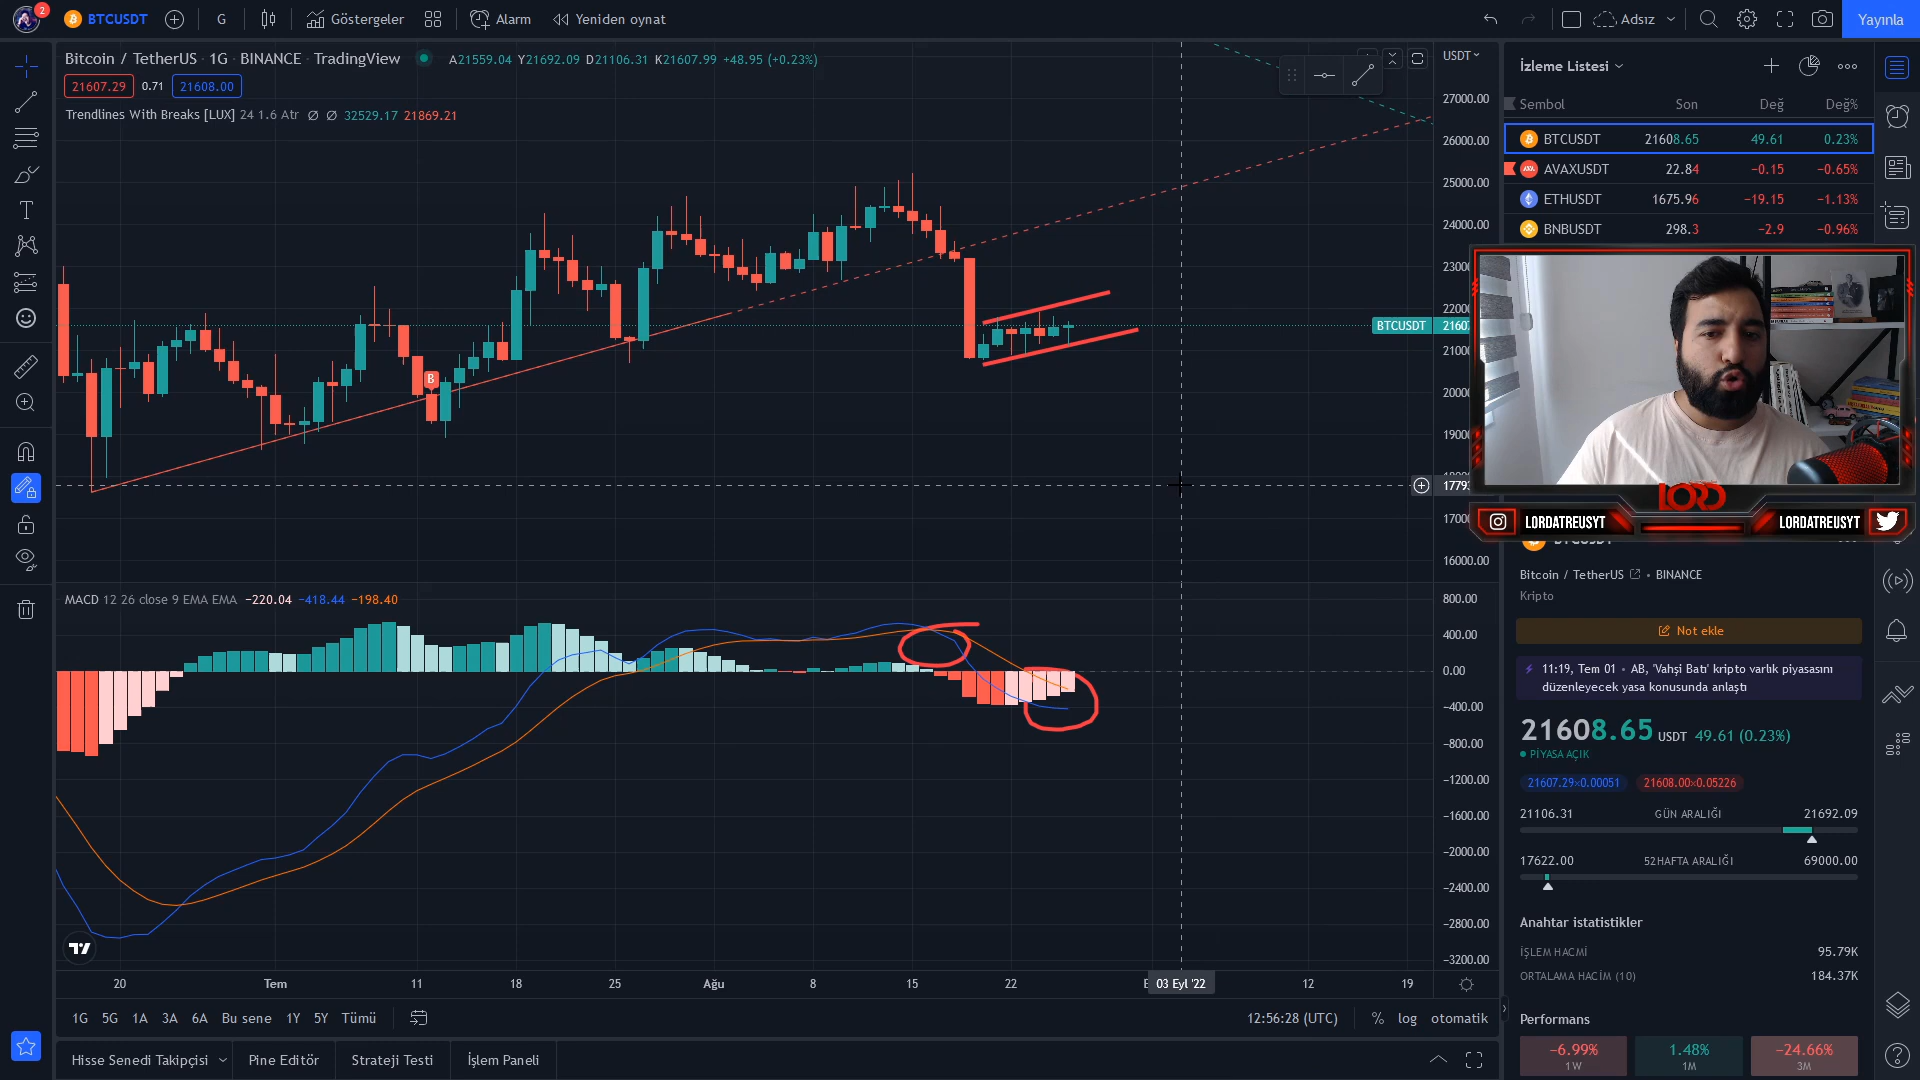 2
BTCUSDT
G
Göstergeler
Alarm
Yeniden oynat
Adsız
Yayınla
Bitcoin / TetherUS · 1G · BINANCE · TradingView
A21559.04 Y21692.09 D21106.31 K21607.99 +48.95 (+0.23%)
21607.29 0.71 21608.00
Trendlines With Breaks [LUX] 24 1.6 Atr Ø Ø 32529.17 21869.21
USDT
27000.00
26000.00
25000.00
24000.00
23000
22000
BTCUSDT 21607
21000
20000
19000
17793
17000
16000.00
B
İzleme Listesi
Sembol Son Değ Değ%
BTCUSDT 21608.65 49.61 0.23%
AVAXUSDT 22.84 −0.15 −0.65%
ETHUSDT 1675.96 −19.15 −1.13%
BNBUSDT 298.3 −2.9 −0.96%
LORD
LORDATREUSYT
LORDATREUSYT
BTCUSDT
Bitcoin / TetherUS • BINANCE
Kripto
Not ekle
11:19, Tem 01 • AB, 'Vahşi Batı' kripto varlık piyasasını
düzenleyecek yasa konusunda anlaştı
21608.65 USDT 49.61 (0.23%)
PİYASA AÇIK
21607.29×0.00051 21608.00×0.05226
21106.31 GÜN ARALIĞI 21692.09
17622.00 52HAFTA ARALIĞI 69000.00
Anahtar istatistikler
İŞLEM HACMİ 95.79K
ORTALAMA HACİM (10) 184.37K
Performans
−6.99% 1.48% −24.66%
1W 1M 3M
MACD 12 26 close 9 EMA EMA −220.04 −418.44 −198.40
800.00
400.00
0.00
−400.00
−800.00
−1200.00
−1600.00
−2000.00
−2400.00
−2800.00
−3200.00
20 Tem 11 18 25 Ağu 8 15 22 03 Eyl '22 12 19
1G 5G 1A 3A 6A Bu sene 1Y 5Y Tümü
12:56:28 (UTC) % log otomatik
Hisse Senedi Takipçisi Pine Editör Strateji Testi İşlem Paneli